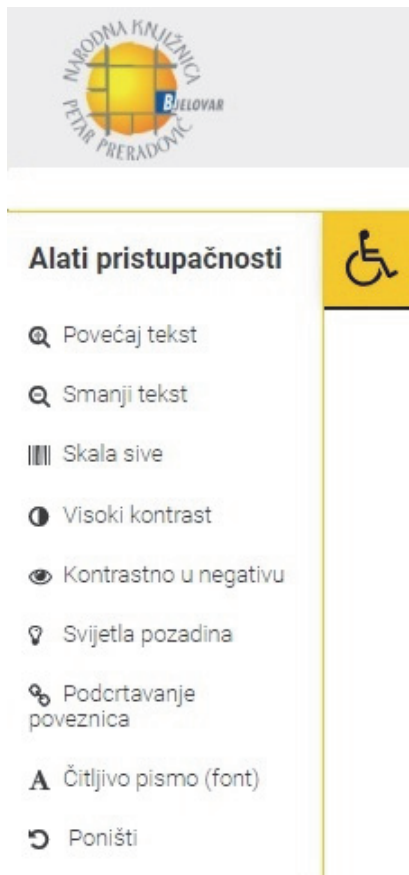 NARODNA KNJIŽNICA
PETAR PRERADOVIĆ
BJELOVAR
Alati pristupačnosti
Povećaj tekst
Smanji tekst
Skala sive
Visoki kontrast
Kontrastno u negativu
Svijetla pozadina
Podcrtavanje
poveznica
Čitljivo pismo (font)
Poništi